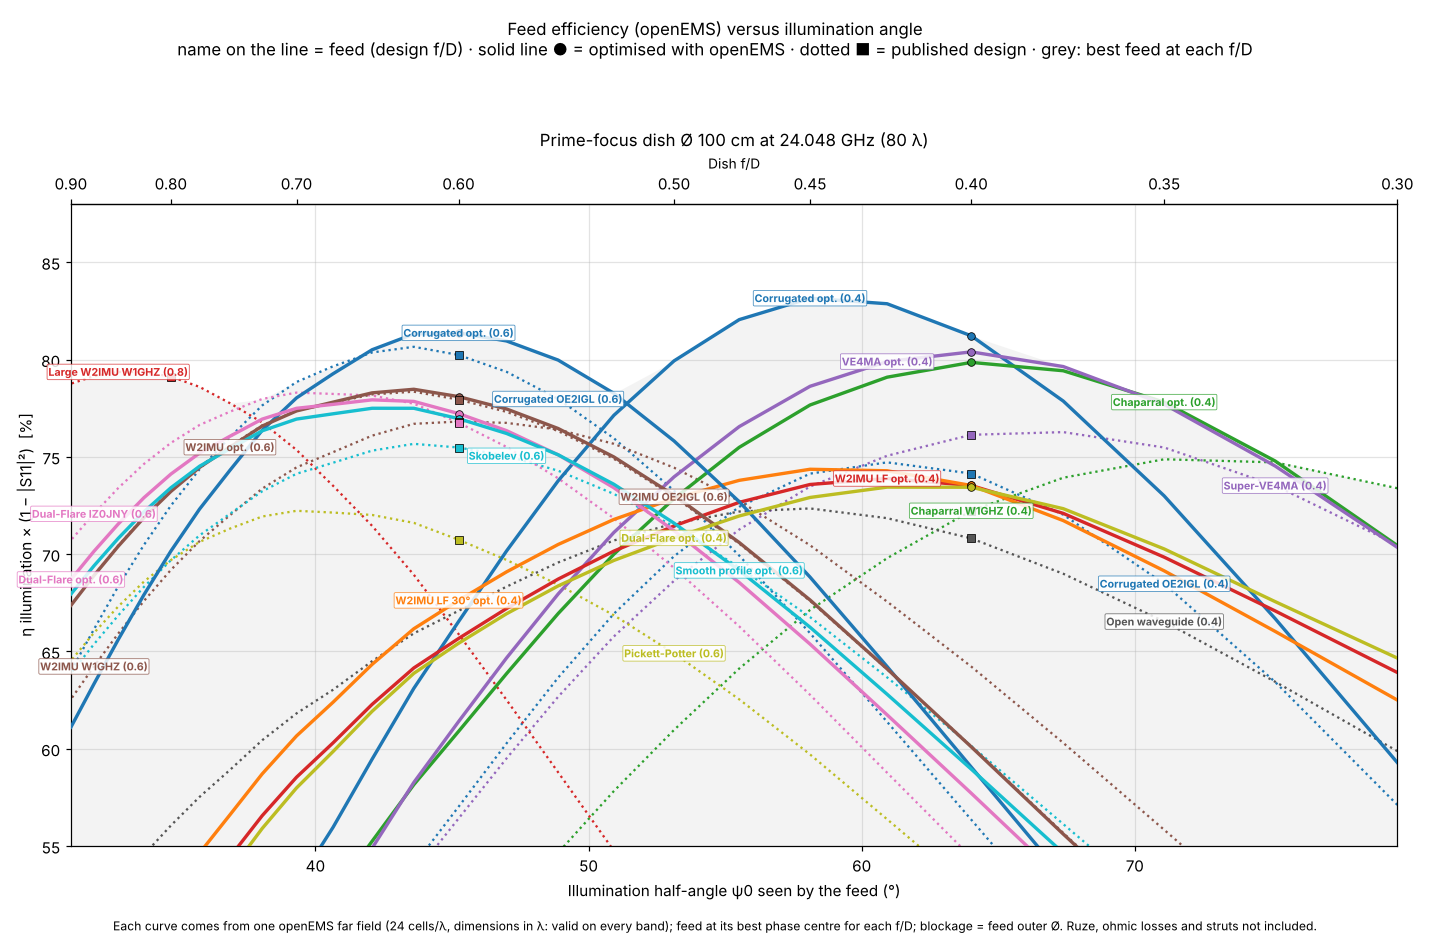 Feed efficiency (openEMS) versus illumination angle
name on the line = feed (design f/D) · solid line ● = optimised with openEMS · dotted ■ = published design · grey: best feed at each f/D
Prime-focus dish Ø 100 cm at 24.048 GHz (80 λ)
Dish f/D
0.90 0.80 0.70 0.60 0.50 0.45 0.40 0.35 0.30
85
80
75
70
65
60
55
η illumination × (1 − |S11|²) [%]
Corrugated opt. (0.4)
Corrugated opt. (0.6)
VE4MA opt. (0.4)
Large W2IMU W1GHZ (0.8)
Corrugated OE2IGL (0.6)
Chaparral opt. (0.4)
W2IMU opt. (0.6)
Skobelev (0.6)
W2IMU LF opt. (0.4)
Super-VE4MA (0.4)
W2IMU OE2IGL (0.6)
Dual-Flare IZ0JNY (0.6)
Chaparral W1GHZ (0.4)
Dual-Flare opt. (0.4)
Smooth profile opt. (0.6)
Dual-Flare opt. (0.6)
Corrugated OE2IGL (0.4)
W2IMU LF 30° opt. (0.4)
Open waveguide (0.4)
Pickett-Potter (0.6)
W2IMU W1GHZ (0.6)
40 50 60 70
Illumination half-angle ψ0 seen by the feed (°)
Each curve comes from one openEMS far field (24 cells/λ, dimensions in λ: valid on every band); feed at its best phase centre for each f/D; blockage = feed outer Ø. Ruze, ohmic losses and struts not included.